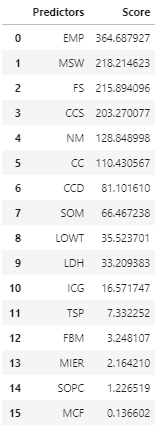 Predictors Score
0 EMP 364.687927
1 MSW 218.214623
2 FS 215.894096
3 CCS 203.270077
4 NM 128.848998
5 CC 110.430567
6 CCD 81.101610
7 SOM 66.467238
8 LOWT 35.523701
9 LDH 33.209383
10 ICG 16.571747
11 TSP 7.332252
12 FBM 3.248107
13 MIER 2.164210
14 SOPC 1.226519
15 MCF 0.136602